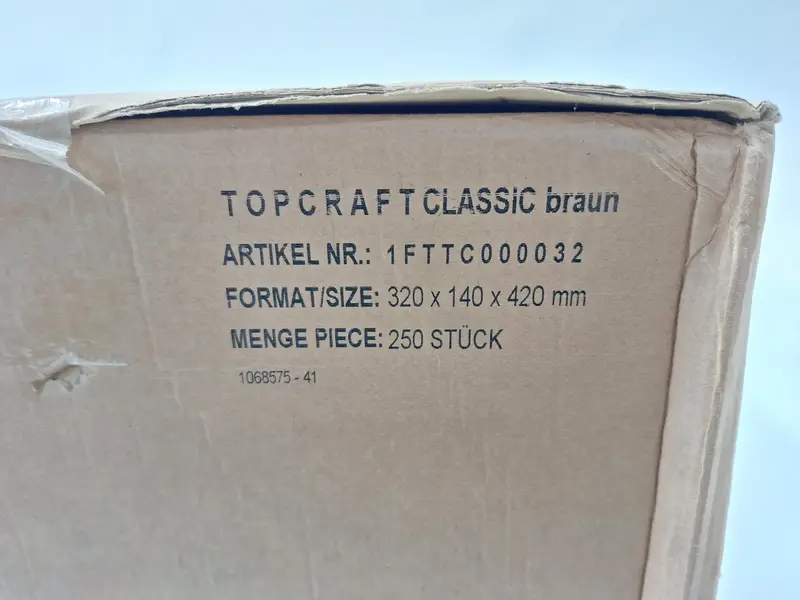 TOPCRAFT CLASSIC braun
ARTIKEL NR.: 1FTTC000032
FORMAT/SIZE: 320 x 140 x 420 mm
MENGE PIECE: 250 STÜCK
1068575 - 41